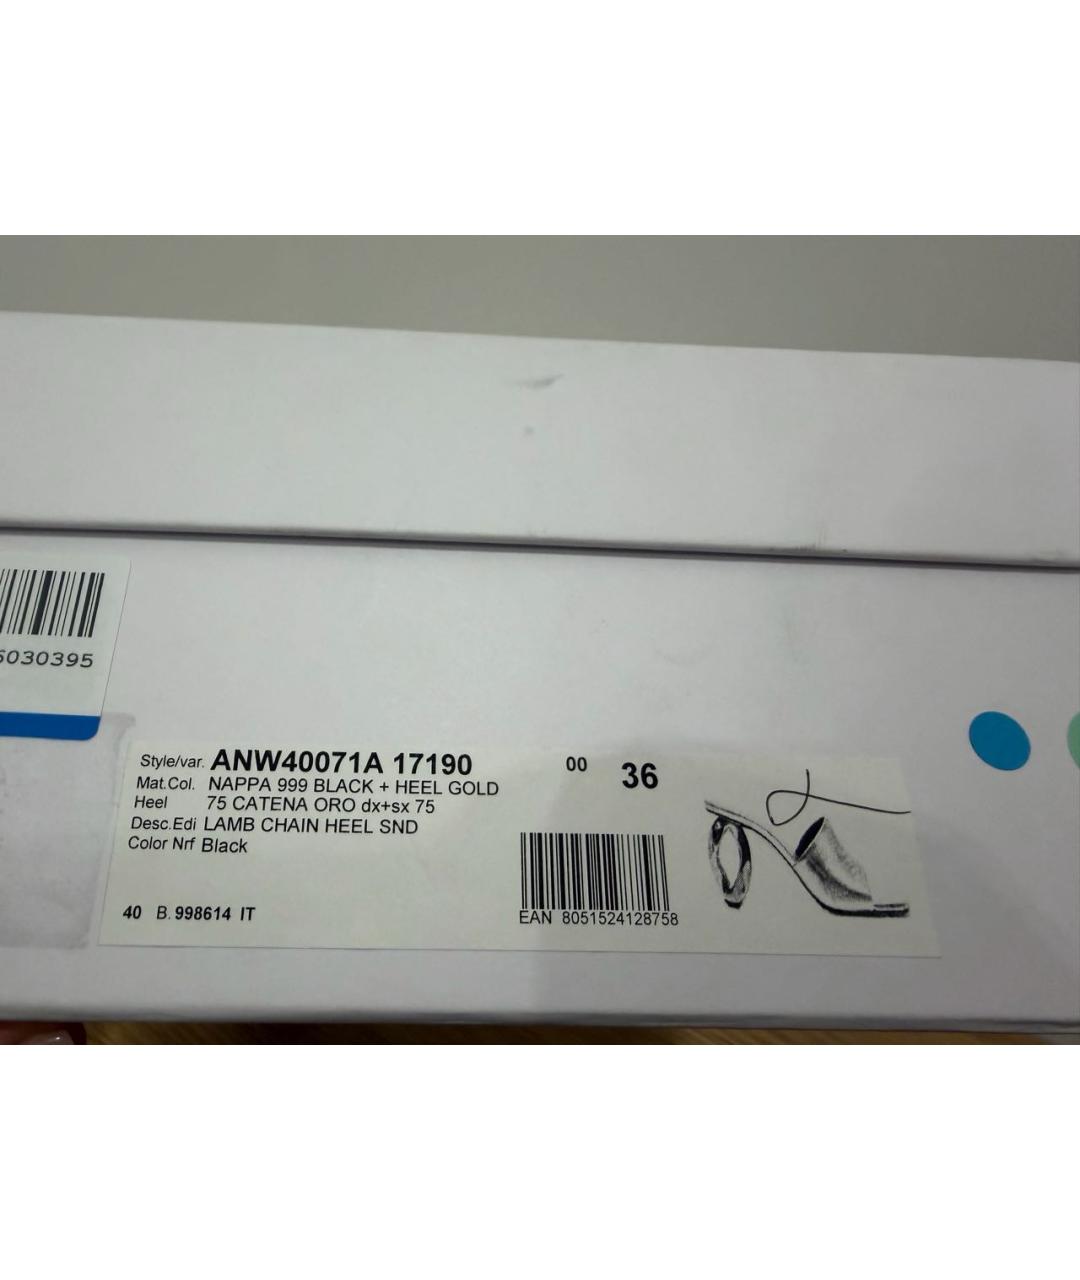 6030395
Style/var. ANW40071A 17190 00 36
Mat.Col. NAPPA 999 BLACK + HEEL GOLD
Heel 75 CATENA ORO dx+sx 75
Desc.Edi LAMB CHAIN HEEL SND
Color Nrf Black
40 B. 998614 IT
EAN 8051524128758